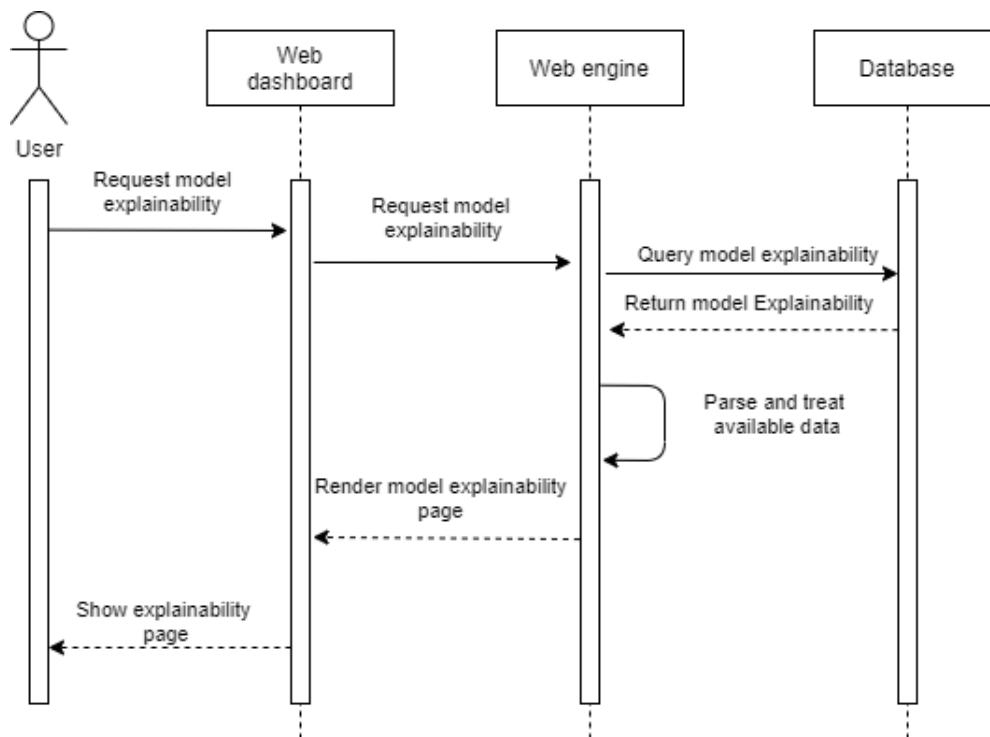 Web
dashboard
Web engine
Database
User
Request model
explainability
Request model
explainability
Query model explainability
Return model Explainability
Parse and treat
available data
Render model explainability
page
Show explainability
page